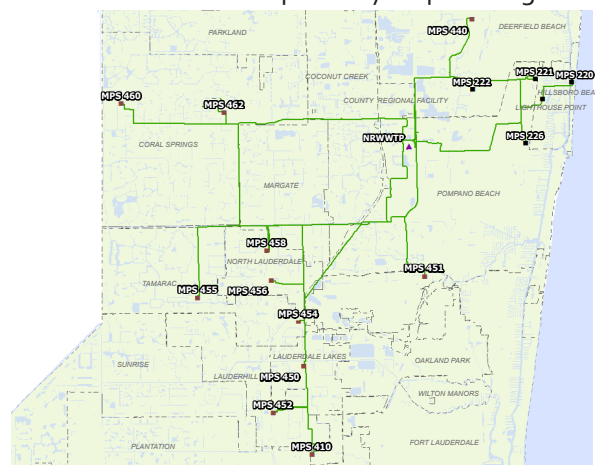 PARKLAND
MPS 440
DEERFIELD BEACH
COCONUT CREEK
MPS 221
MPS 220
MPS 222
HILLSBORO BEA
MPS 460
MPS 462
COUNTY REGIONAL FACILITY
LIGHTHOUSE POINT
NRWWTP
MPS 226
CORAL SPRINGS
MARGATE
POMPANO BEACH
MPS 458
NORTH LAUDERDALE
MPS 451
TAMARAC
MPS 455
MPS 456
MPS 454
LAUDERDALE LAKES
OAKLAND PARK
SUNRISE
LAUDERHILL
MPS 450
WILTON MANORS
MPS 452
PLANTATION
MPS 410
FORT LAUDERDALE